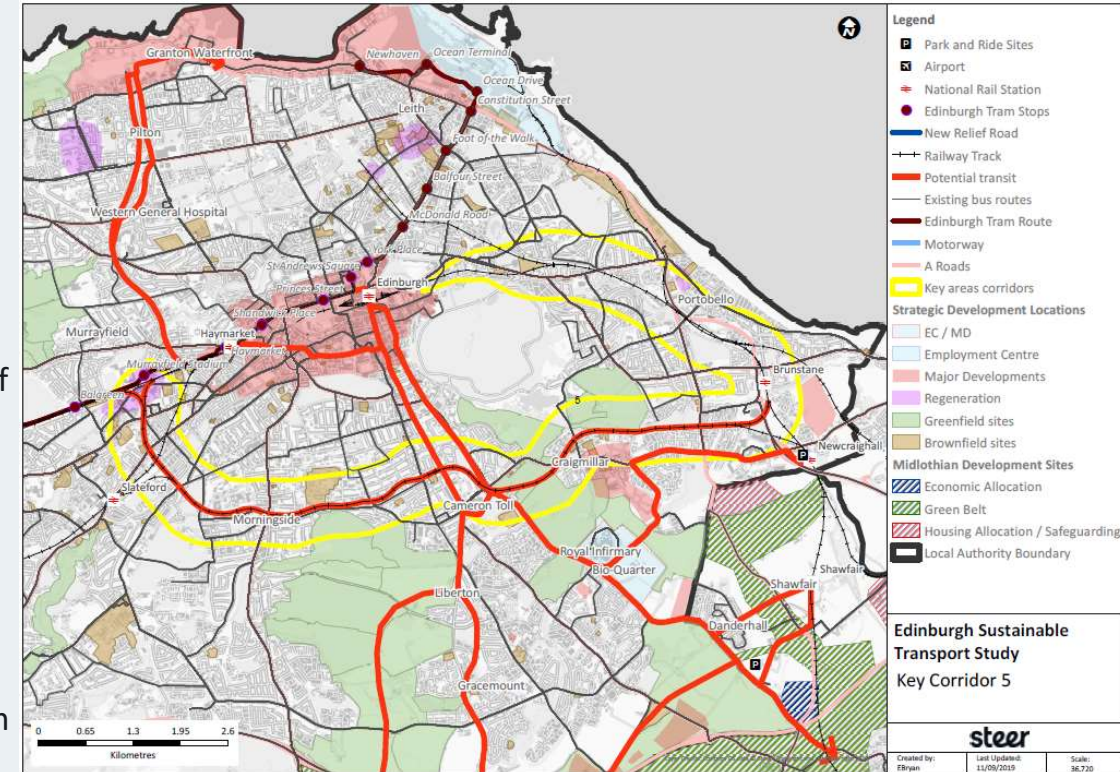 f
n
N
Granton Waterfront
Newhaven
Ocean Terminal
Ocean Drive
Constitution Street
Leith
Pilton
Foot of the Walk
Balfour Street
Western General Hospital
McDonald Road
York Place
St Andrews Square
Edinburgh
Princes Street
Portobello
Shandwick Place
Murrayfield
Haymarket
Haymarket
Murrayfield Stadium
Brunstane
Balgreen
5
Newcraighall
Craigmillar
Slateford
Cameron Toll
Morningside
Royal Infirmary
Bio-Quarter
Shawfair
Shawfair
Liberton
Danderhall
Gracemount
0 0.65 1.3 1.95 2.6
Kilometres
Legend
P Park and Ride Sites
Airport
National Rail Station
Edinburgh Tram Stops
New Relief Road
Railway Track
Potential transit
Existing bus routes
Edinburgh Tram Route
Motorway
A Roads
Key areas corridors
Strategic Development Locations
EC / MD
Employment Centre
Major Developments
Regeneration
Greenfield sites
Brownfield sites
Midlothian Development Sites
Economic Allocation
Green Belt
Housing Allocation / Safeguarding
Local Authority Boundary
Edinburgh Sustainable
Transport Study
Key Corridor 5
steer
Created by: Last Updated: Scale:
EBryan 11/09/2019 36,720
P
P